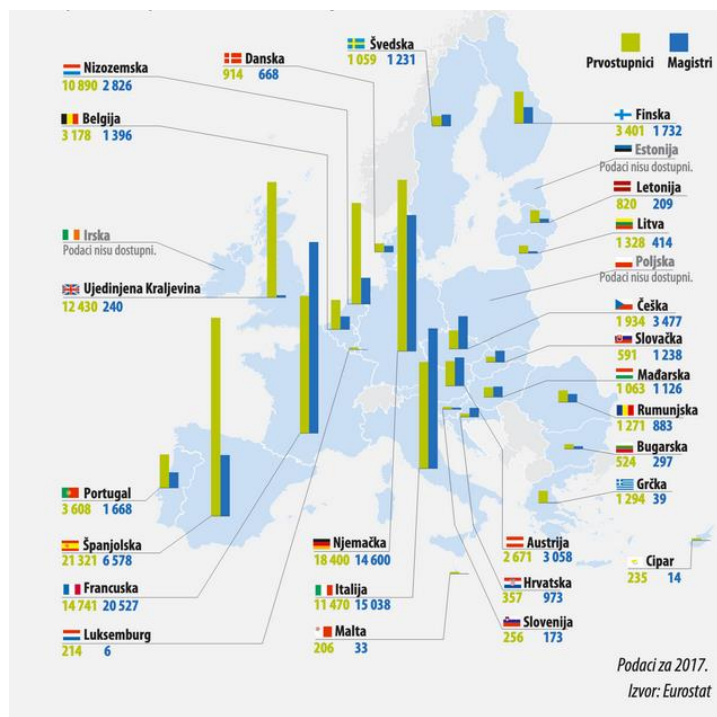 Prvostupnici Magistri
Švedska
1 059 1 231
Danska
914 668
Nizozemska
10 890 2 826
Belgija
3 178 1 396
Irska
Podaci nisu dostupni.
Ujedinjena Kraljevina
12 430 240
Finska
3 401 1 732
Estonija
Podaci nisu dostupni.
Letonija
820 209
Litva
1 328 414
Poljska
Podaci nisu dostupni.
Češka
1 934 3 477
Slovačka
591 1 238
Mađarska
1 063 1 126
Rumunjska
1 271 883
Bugarska
524 297
Grčka
1 294 39
Portugal
3 608 1 668
Španjolska
21 321 6 578
Francuska
14 741 20 527
Luksemburg
214 6
Njemačka
18 400 14 600
Italija
11 470 15 038
Malta
206 33
Austrija
2 671 3 058
Hrvatska
357 973
Slovenija
256 173
Cipar
235 14
Podaci za 2017.
Izvor: Eurostat